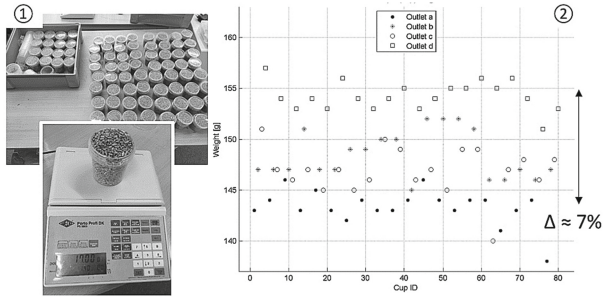 ①
②
Outlet a
Outlet b
Outlet c
Outlet d
160
155
150
145
140
Weight [g]
0
10
20
30
40
50
60
70
80
Cup ID
Δ ≈ 7%